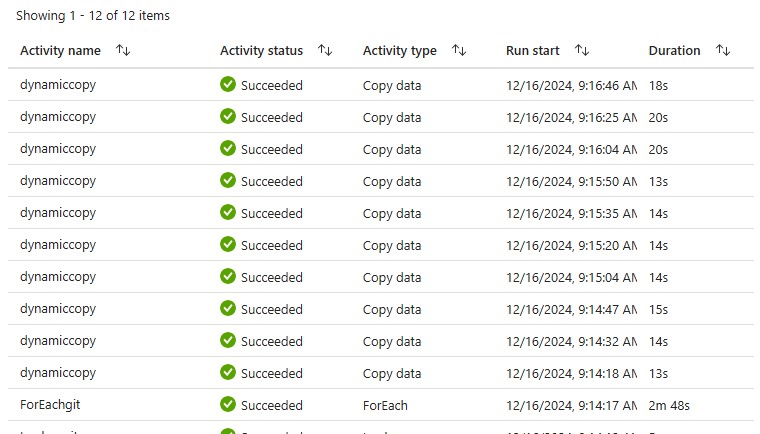 Showing 1 - 12 of 12 items
Activity name Activity status Activity type Run start Duration
dynamiccopy Succeeded Copy data 12/16/2024, 9:16:46 AM 18s
dynamiccopy Succeeded Copy data 12/16/2024, 9:16:25 AM 20s
dynamiccopy Succeeded Copy data 12/16/2024, 9:16:04 AM 20s
dynamiccopy Succeeded Copy data 12/16/2024, 9:15:50 AM 13s
dynamiccopy Succeeded Copy data 12/16/2024, 9:15:35 AM 14s
dynamiccopy Succeeded Copy data 12/16/2024, 9:15:20 AM 14s
dynamiccopy Succeeded Copy data 12/16/2024, 9:15:04 AM 14s
dynamiccopy Succeeded Copy data 12/16/2024, 9:14:47 AM 15s
dynamiccopy Succeeded Copy data 12/16/2024, 9:14:32 AM 14s
dynamiccopy Succeeded Copy data 12/16/2024, 9:14:18 AM 13s
ForEachgit Succeeded ForEach 12/16/2024, 9:14:17 AM 2m 48s